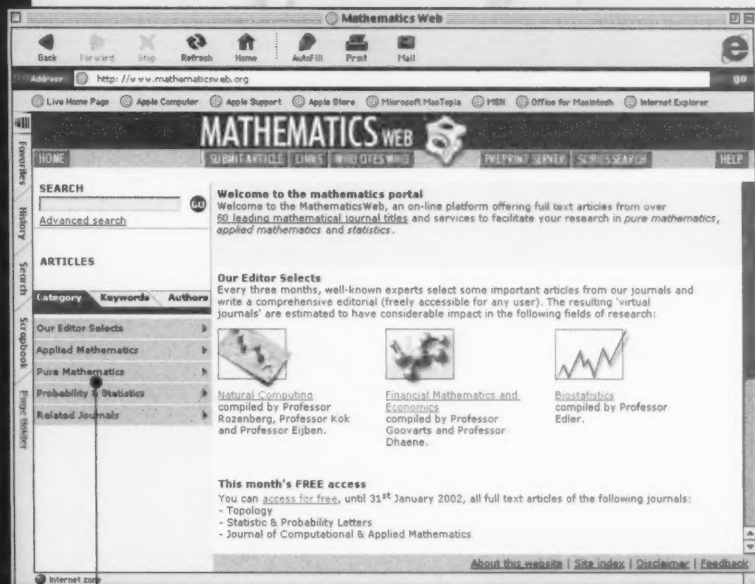 Mathematics Web
Back Forward Stop Refresh Home AutoFill Print Mail
Address: http://www.mathematicsweb.org go
Live Home Page Apple Computer Apple Support Apple Store Microsoft MacTopia MSN Office for Macintosh Internet Explorer
MATHEMATICS WEB
HOME SUBMIT ARTICLE LINKS WHO CITES WHO PREPRINT SERVER SCIRUS SEARCH HELP
Favorites
History
Search
Scrapbook
Page Holder
SEARCH
GO
Advanced search
ARTICLES
Category Keywords Authors
Our Editor Selects
Applied Mathematics
Pure Mathematics
Probability & Statistics
Related Journals
Welcome to the mathematics portal
Welcome to the MathematicsWeb, an on-line platform offering full text articles from over
60 leading mathematical journal titles and services to facilitate your research in pure mathematics,
applied mathematics and statistics.
Our Editor Selects
Every three months, well-known experts select some important articles from our journals and
write a comprehensive editorial (freely accessible for any user). The resulting 'virtual
journals' are estimated to have considerable impact in the following fields of research:
Natural Computing
compiled by Professor
Rozenberg, Professor Kok
and Professor Eijben.
Financial Mathematics and
Economics
compiled by Professor
Goovarts and Professor
Dhaene.
Biostatistics
compiled by Professor
Edler.
This month's FREE access
You can access for free, until 31st January 2002, all full text articles of the following journals:
- Topology
- Statistic & Probability Letters
- Journal of Computational & Applied Mathematics
About this website | Site index | Disclaimer | Feedback
Internet zone